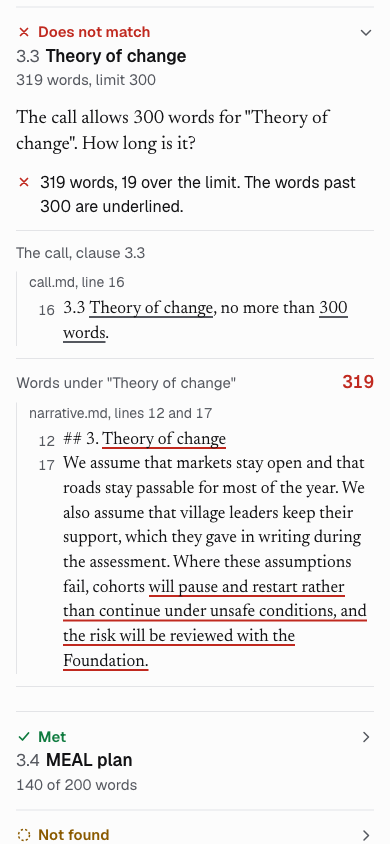 Does not match
3.3 Theory of change
319 words, limit 300
The call allows 300 words for "Theory of
change". How long is it?
319 words, 19 over the limit. The words past
300 are underlined.
The call, clause 3.3
call.md, line 16
16 3.3 Theory of change, no more than 300
words.
Words under "Theory of change" 319
narrative.md, lines 12 and 17
12 ## 3. Theory of change
17 We assume that markets stay open and that
roads stay passable for most of the year. We
also assume that village leaders keep their
support, which they gave in writing during
the assessment. Where these assumptions
fail, cohorts will pause and restart rather
than continue under unsafe conditions, and
the risk will be reviewed with the
Foundation.
Met
3.4 MEAL plan
140 of 200 words
Not found